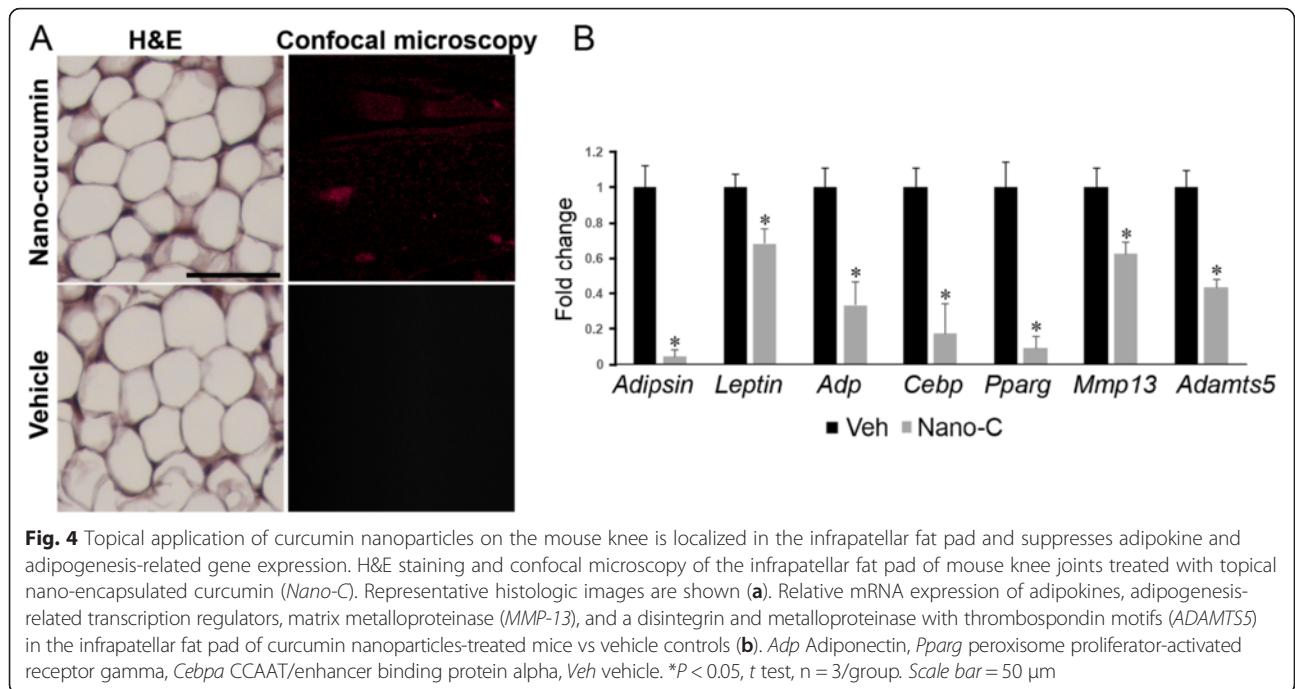 A
H&E
Confocal microscopy
Nano-curcumin
Vehicle
B
Fold change
1.2
1
0.8
0.6
0.4
0.2
0
*
*
*
*
*
*
*
Adipsin Leptin Adp Cebp Pparg Mmp13 Adamts5
Veh Nano-C
Fig. 4 Topical application of curcumin nanoparticles on the mouse knee is localized in the infrapatellar fat pad and suppresses adipokine and
adipogenesis-related gene expression. H&E staining and confocal microscopy of the infrapatellar fat pad of mouse knee joints treated with topical
nano-encapsulated curcumin (Nano-C). Representative histologic images are shown (a). Relative mRNA expression of adipokines, adipogenesis-
related transcription regulators, matrix metalloproteinase (MMP-13), and a disintegrin and metalloproteinase with thrombospondin motifs (ADAMTS5)
in the infrapatellar fat pad of curcumin nanoparticles-treated mice vs vehicle controls (b). Adp Adiponectin, Pparg peroxisome proliferator-activated
receptor gamma, Cebpa CCAAT/enhancer binding protein alpha, Veh vehicle. *P < 0.05, t test, n = 3/group. Scale bar = 50 μm